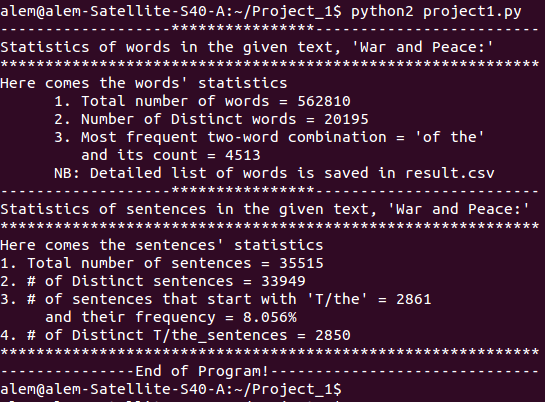 alem@alem-Satellite-S40-A:~/Project_1$ python2 project1.py
-------------------****************-------------------------
Statistics of words in the given text, 'War and Peace:'
************************************************************
Here comes the words' statistics
      1. Total number of words = 562810
      2. Number of Distinct words = 20195
      3. Most frequent two-word combination = 'of the'
         and its count = 4513
      NB: Detailed list of words is saved in result.csv
-------------------****************-------------------------
Statistics of sentences in the given text, 'War and Peace:'
************************************************************
Here comes the sentences' statistics
1. Total number of sentences = 35515
2. # of Distinct sentences = 33949
3. # of sentences that start with 'T/the' = 2861
     and their frequency = 8.056%
4. # of Distinct T/the_sentences = 2850
************************************************************
---------------End of Program!------------------------------
alem@alem-Satellite-S40-A:~/Project_1$